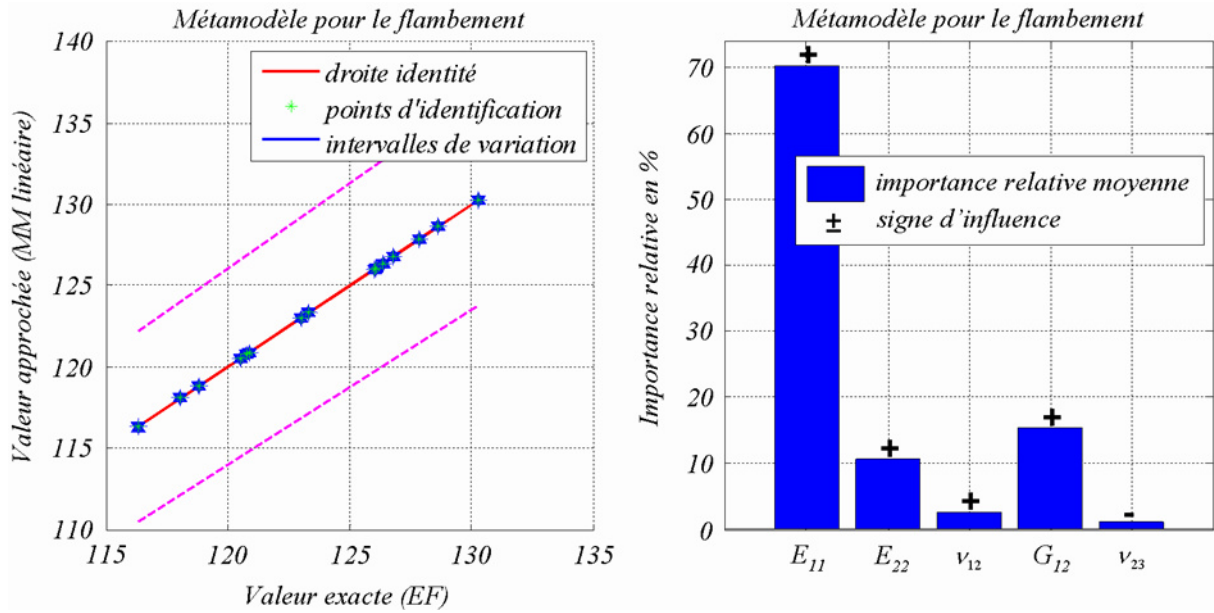 Métamodèle pour le flambement
140
135
130
125
120
115
110
115
120
125
130
135
Valeur approchée (MM linéaire)
Valeur exacte (EF)
droite identité
points d'identification
intervalles de variation
Métamodèle pour le flambement
70
60
50
40
30
20
10
0
Importance relative en %
importance relative moyenne
± signe d'influence
+
+
+
+
-
E₁₁
E₂₂
ν₁₂
G₁₂
ν₂₃